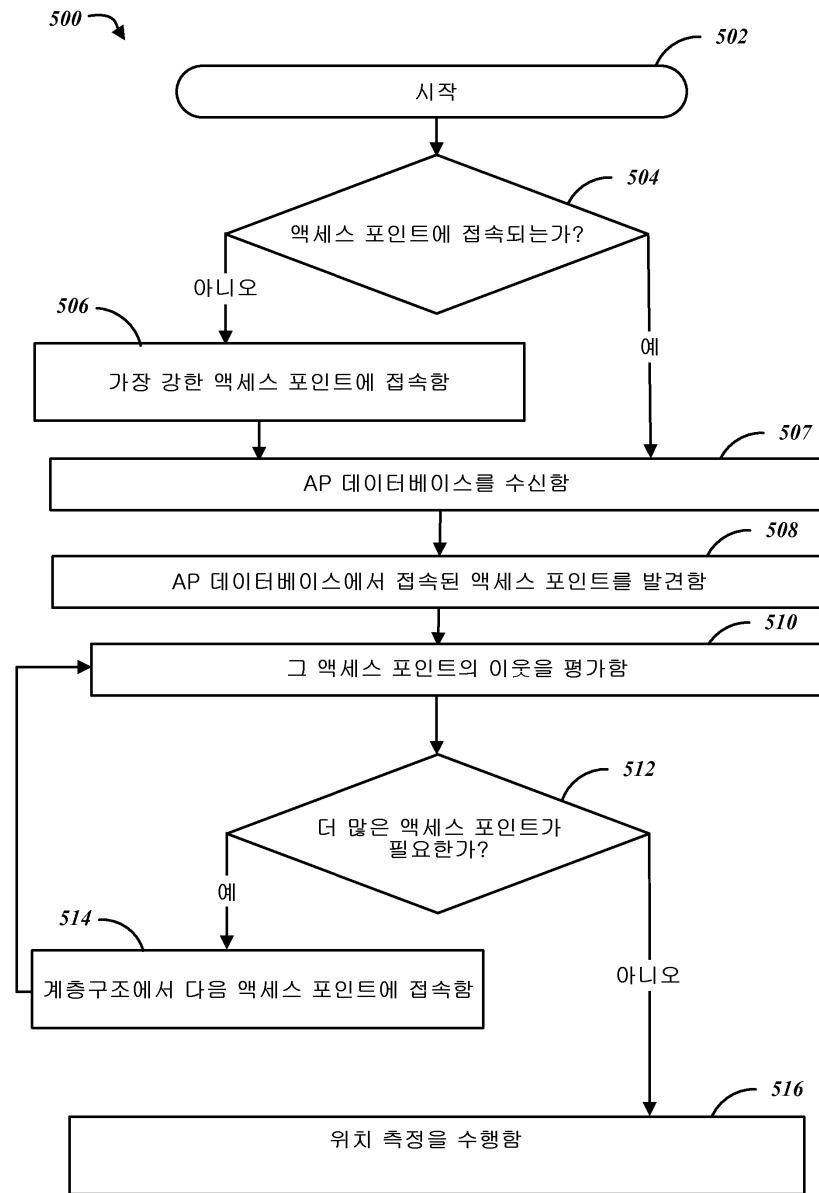 500
502
시작
504
액세스 포인트에 접속되는가?
아니오
예
506
가장 강한 액세스 포인트에 접속함
507
AP 데이터베이스를 수신함
508
AP 데이터베이스에서 접속된 액세스 포인트를 발견함
510
그 액세스 포인트의 이웃을 평가함
512
더 많은 액세스 포인트가
필요한가?
예
514
계층구조에서 다음 액세스 포인트에 접속함
아니오
516
위치 측정을 수행함